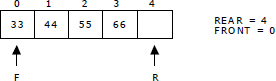 0 1 2 3 4
33 44 55 66
REAR = 4
FRONT = 0
F R